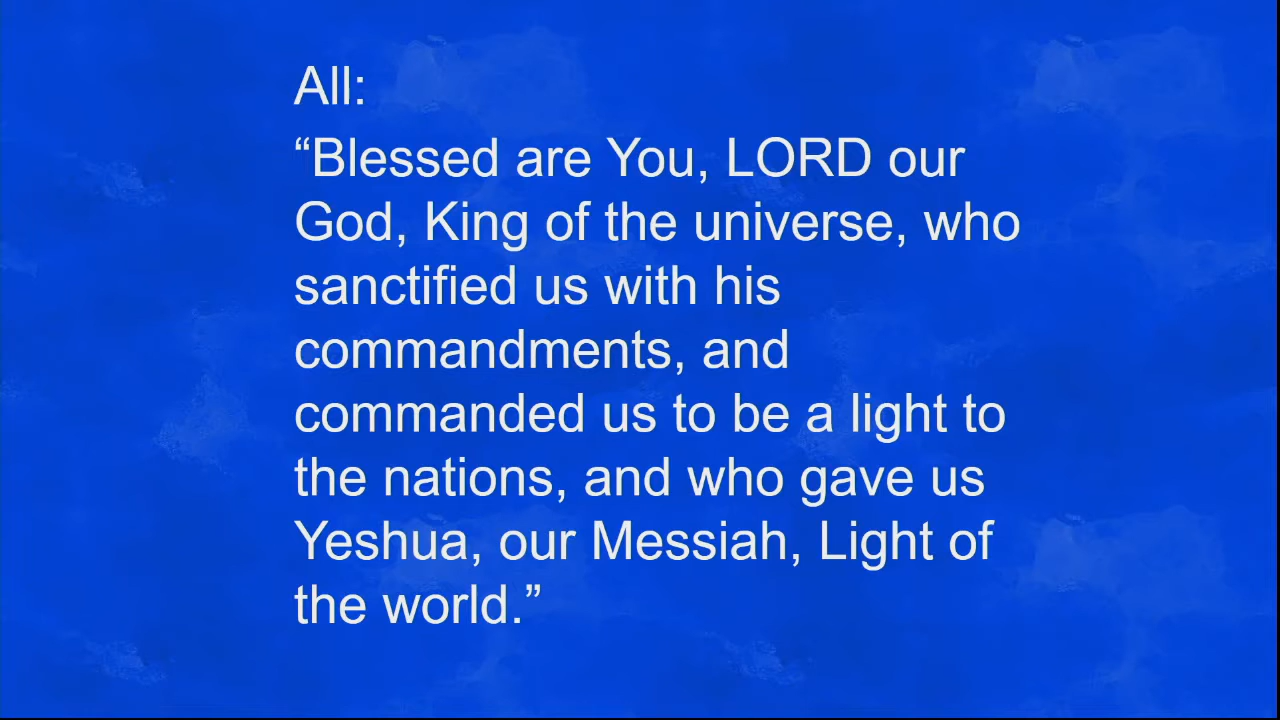 All:
“Blessed are You, LORD our
God, King of the universe, who
sanctified us with his
commandments, and
commanded us to be a light to
the nations, and who gave us
Yeshua, our Messiah, Light of
the world.”